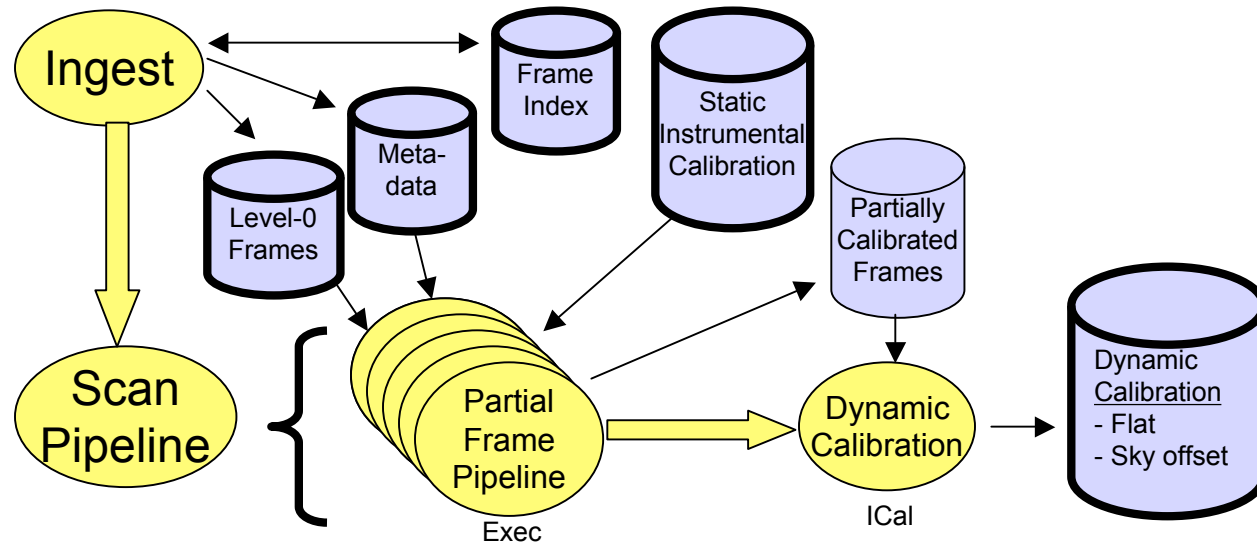 Ingest
Frame
Index
Static
Instrumental
Calibration
Meta-
data
Level-0
Frames
Partially
Calibrated
Frames
Scan
Pipeline
Partial
Frame
Pipeline
Exec
Dynamic
Calibration
ICal
Dynamic
Calibration
- Flat
- Sky offset